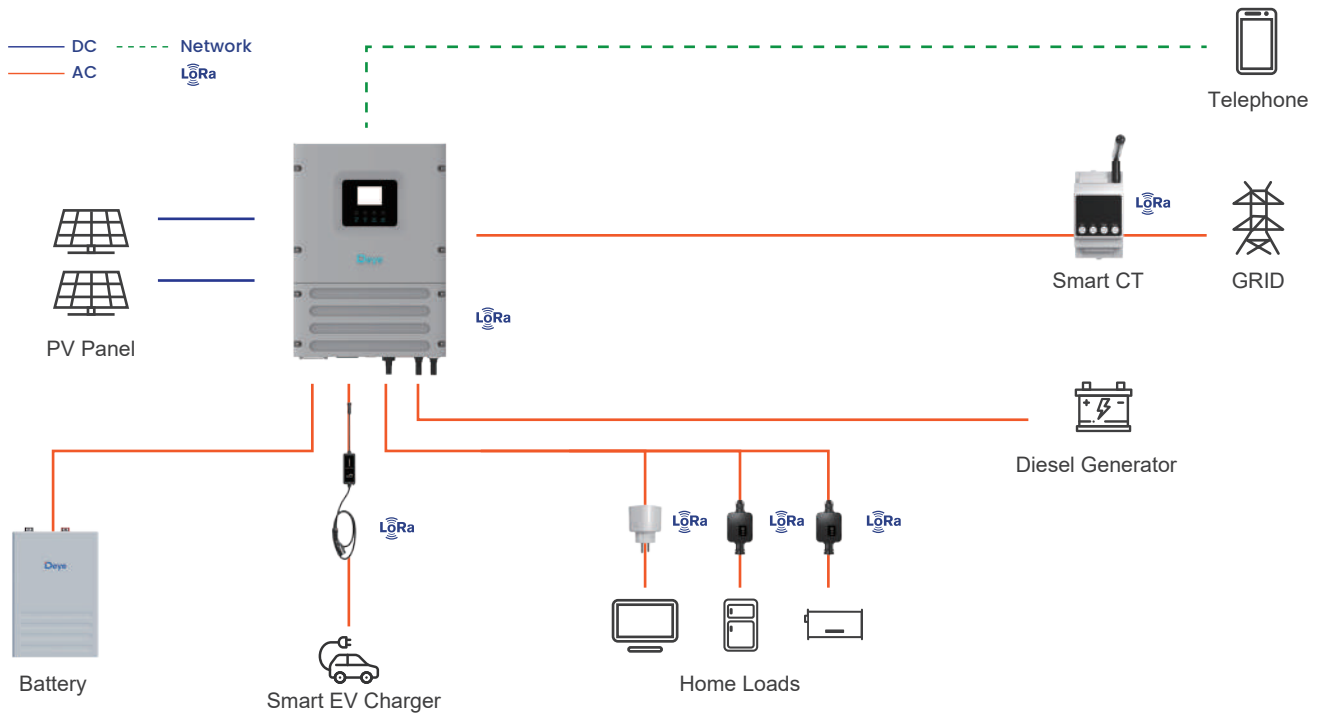 DC
Network
AC
LoRa
Telephone
LoRa
Smart CT
GRID
Deye
PV Panel
LoRa
Diesel Generator
LoRa
LoRa
LoRa
LoRa
Deye
Battery
Smart EV Charger
Home Loads